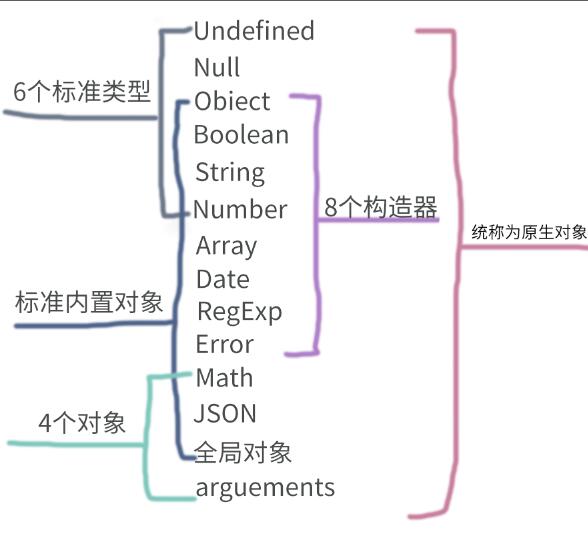 Undefined
Null
6个标准类型
Obiect
Boolean
String
Number
8个构造器
统称为原生对象
Array
Date
标准内置对象
RegExp
Error
Math
JSON
4个对象
全局对象
arguements